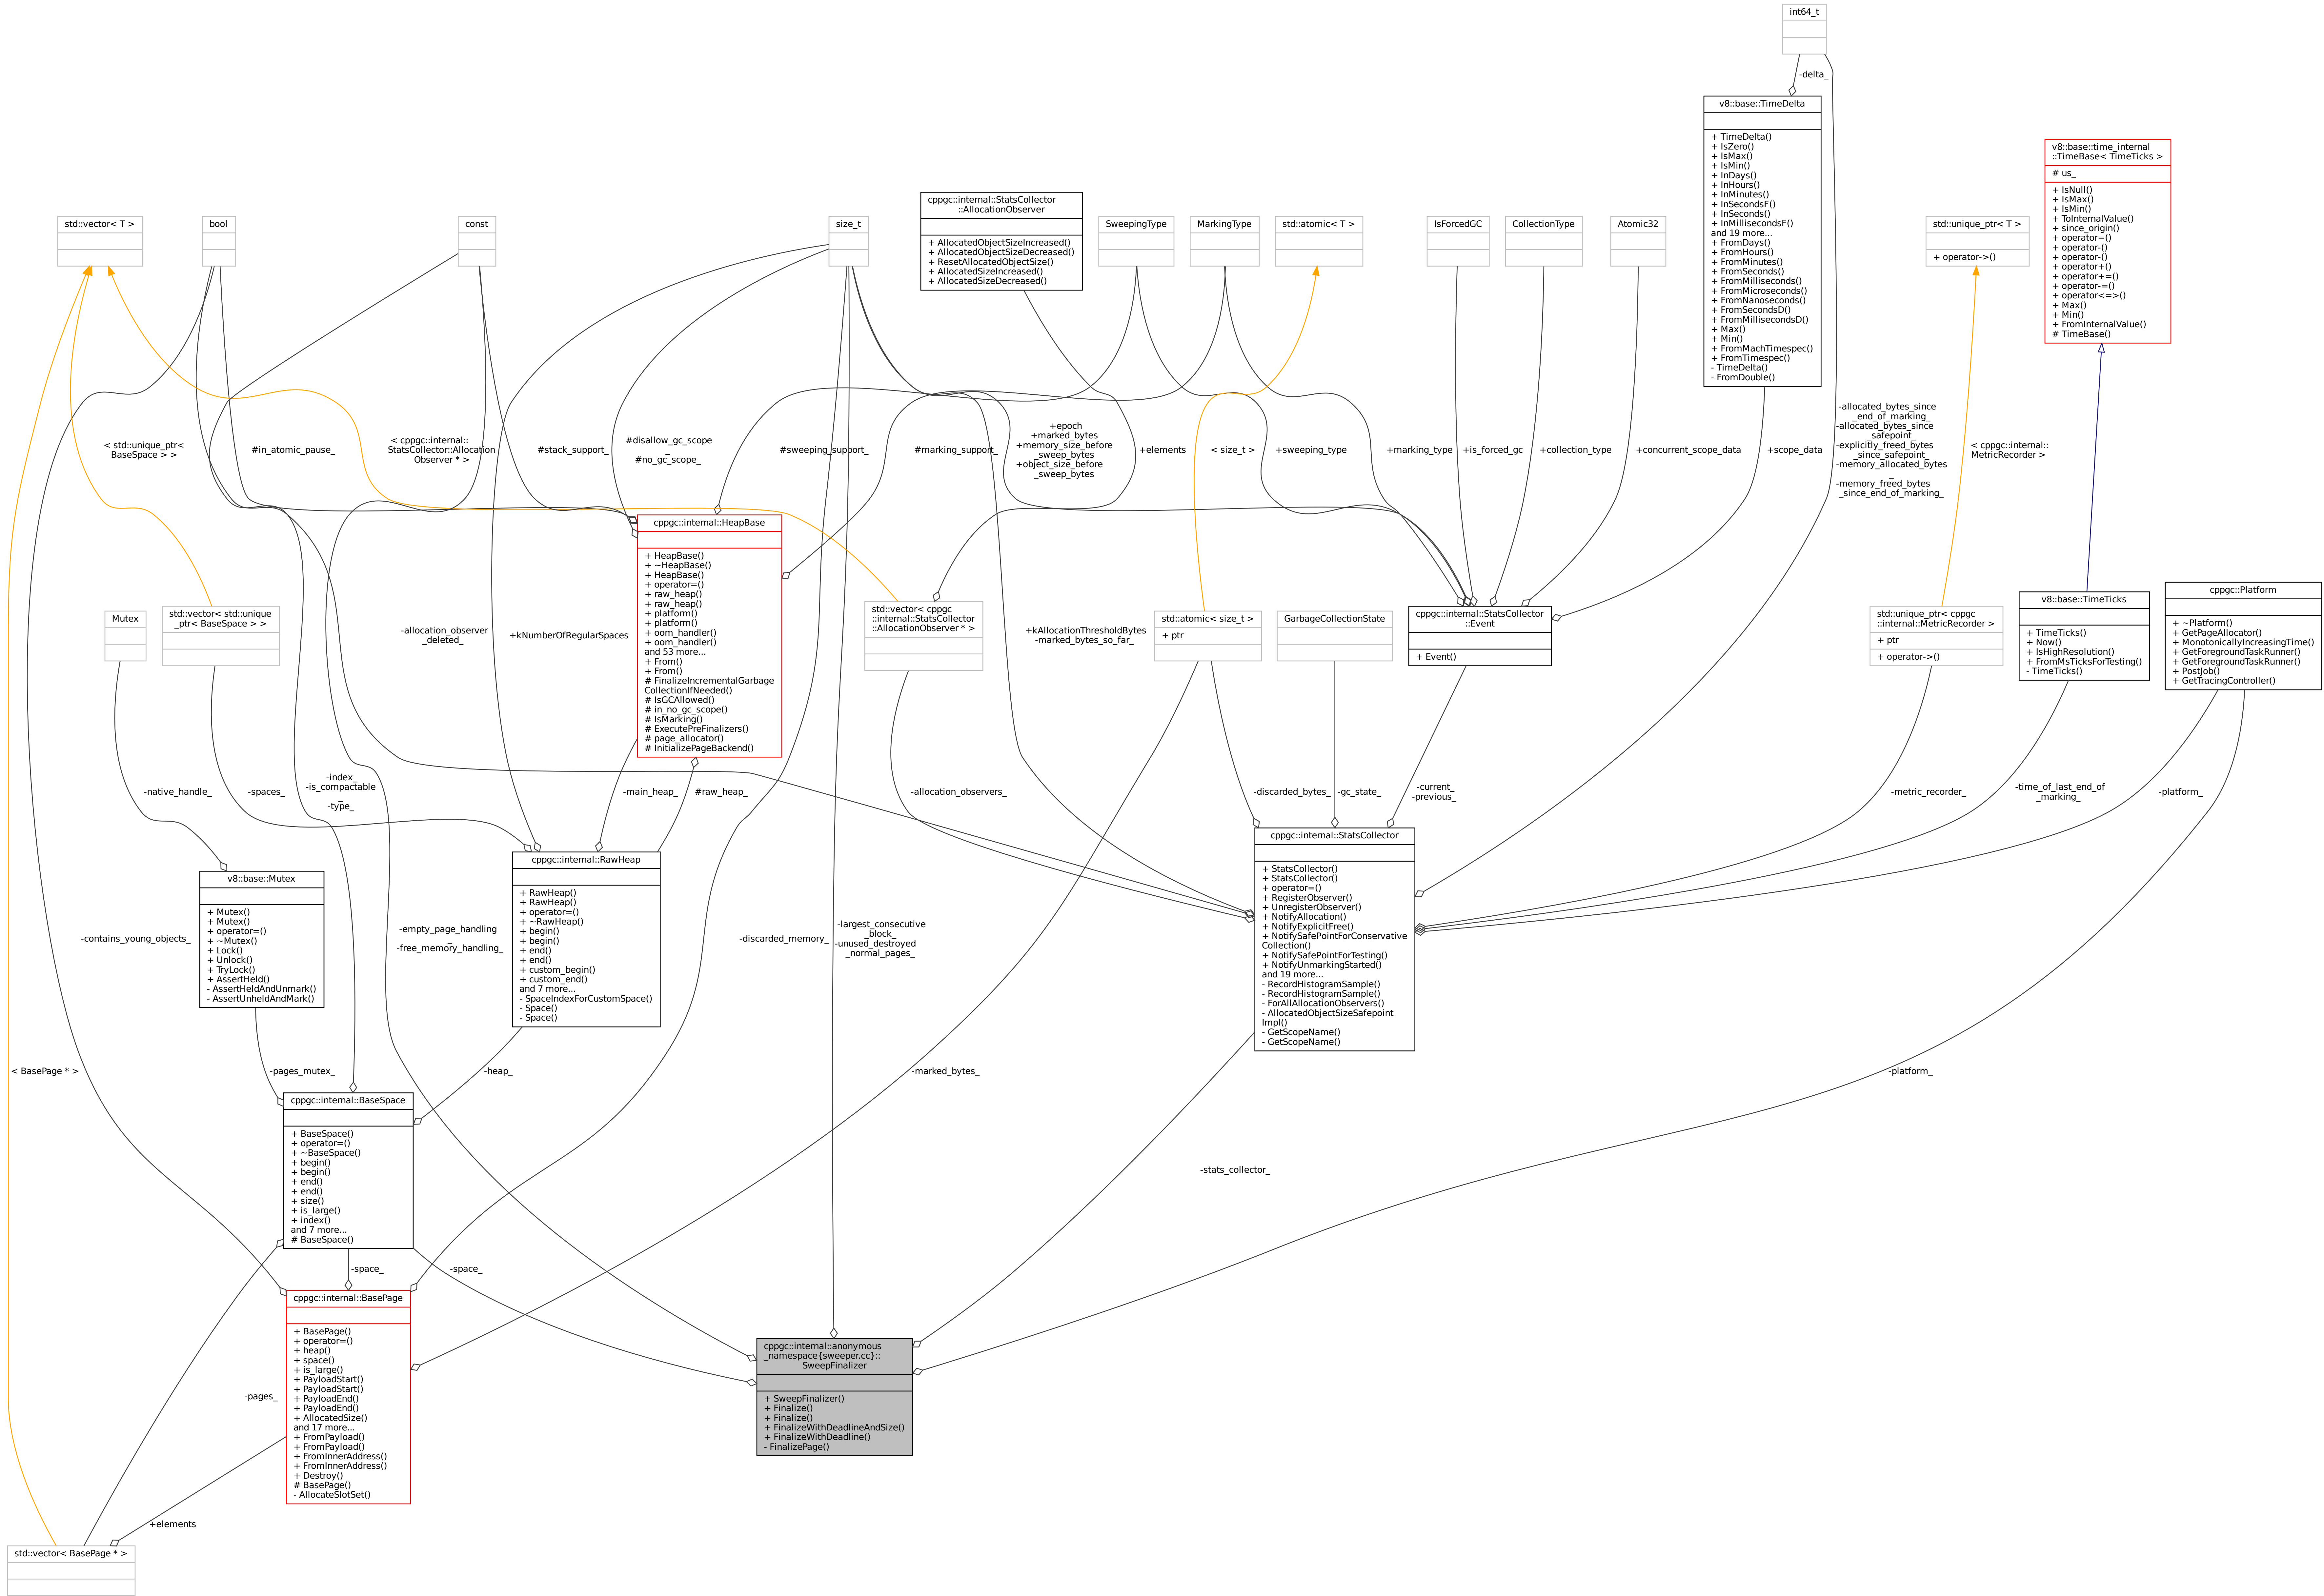 int64_t
-delta_
v8::base::TimeDelta
+ TimeDelta()
+ IsZero()
+ IsMax()
+ IsMin()
+ InDays()
+ InHours()
+ InMinutes()
+ InSecondsF()
+ InSeconds()
+ InMillisecondsF()
and 19 more...
+ FromDays()
+ FromHours()
+ FromMinutes()
+ FromSeconds()
+ FromMilliseconds()
+ FromMicroseconds()
+ FromNanoseconds()
+ FromSecondsD()
+ FromMillisecondsD()
+ Max()
+ Min()
+ FromMachTimespec()
+ FromTimespec()
- TimeDelta()
- FromDouble()
v8::base::time_internal
::TimeBase< TimeTicks >
# us_
+ IsNull()
+ IsMax()
+ IsMin()
+ ToInternalValue()
+ since_origin()
+ operator=()
+ operator-()
+ operator-()
+ operator+()
+ operator+=()
+ operator-=()
+ operator<=>()
+ Max()
+ Min()
+ FromInternalValue()
# TimeBase()
std::vector< T >
bool
const
size_t
cppgc::internal::StatsCollector
::AllocationObserver
+ AllocatedObjectSizeIncreased()
+ AllocatedObjectSizeDecreased()
+ ResetAllocatedObjectSize()
+ AllocatedSizeIncreased()
+ AllocatedSizeDecreased()
SweepingType
MarkingType
std::atomic< T >
IsForcedGC
CollectionType
Atomic32
std::unique_ptr< T >
+ operator->()
< std::unique_ptr<
BaseSpace > >
#in_atomic_pause_
< cppgc::internal::
StatsCollector::Allocation
Observer * >
#stack_support_
#disallow_gc_scope
_
#no_gc_scope_
#sweeping_support_
#marking_support_
+epoch
+marked_bytes
+memory_size_before
_sweep_bytes
+object_size_before
_sweep_bytes
+elements
< size_t >
+sweeping_type
+marking_type
+is_forced_gc
+collection_type
+concurrent_scope_data
+scope_data
-allocated_bytes_since
_end_of_marking_
-allocated_bytes_since
_safepoint_
-explicitly_freed_bytes
_since_safepoint_
-memory_allocated_bytes
_
-memory_freed_bytes
_since_end_of_marking_
< cppgc::internal::
MetricRecorder >
cppgc::internal::HeapBase
+ HeapBase()
+ ~HeapBase()
+ HeapBase()
+ operator=()
+ raw_heap()
+ raw_heap()
+ platform()
+ platform()
+ oom_handler()
+ oom_handler()
and 53 more...
+ From()
+ From()
# FinalizeIncrementalGarbage
CollectionIfNeeded()
# IsGCAllowed()
# in_no_gc_scope()
# IsMarking()
# ExecutePreFinalizers()
# page_allocator()
# InitializePageBackend()
Mutex
std::vector< std::unique
_ptr< BaseSpace > >
-allocation_observer
_deleted_
+kNumberOfRegularSpaces
std::vector< cppgc
::internal::StatsCollector
::AllocationObserver * >
+kAllocationThresholdBytes
-marked_bytes_so_far_
std::atomic< size_t >
+ ptr
GarbageCollectionState
cppgc::internal::StatsCollector
::Event
+ Event()
std::unique_ptr< cppgc
::internal::MetricRecorder >
+ ptr
+ operator->()
v8::base::TimeTicks
+ TimeTicks()
+ Now()
+ IsHighResolution()
+ FromMsTicksForTesting()
- TimeTicks()
cppgc::Platform
+ ~Platform()
+ GetPageAllocator()
+ MonotonicallyIncreasingTime()
+ GetForegroundTaskRunner()
+ GetForegroundTaskRunner()
+ PostJob()
+ GetTracingController()
-native_handle_
-spaces_
-index_
-is_compactable
_
-type_
-main_heap_
#raw_heap_
-allocation_observers_
-discarded_bytes_
-gc_state_
-current_
-previous_
-metric_recorder_
-time_of_last_end_of
_marking_
-platform_
v8::base::Mutex
+ Mutex()
+ Mutex()
+ operator=()
+ ~Mutex()
+ Lock()
+ Unlock()
+ TryLock()
+ AssertHeld()
- AssertHeldAndUnmark()
- AssertUnheldAndMark()
cppgc::internal::RawHeap
+ RawHeap()
+ RawHeap()
+ operator=()
+ ~RawHeap()
+ begin()
+ begin()
+ end()
+ end()
+ custom_begin()
+ custom_end()
and 7 more...
- SpaceIndexForCustomSpace()
- Space()
- Space()
cppgc::internal::StatsCollector
+ StatsCollector()
+ StatsCollector()
+ operator=()
+ RegisterObserver()
+ UnregisterObserver()
+ NotifyAllocation()
+ NotifyExplicitFree()
+ NotifySafePointForConservative
Collection()
+ NotifySafePointForTesting()
+ NotifyUnmarkingStarted()
and 19 more...
- RecordHistogramSample()
- RecordHistogramSample()
- ForAllAllocationObservers()
- AllocatedObjectSizeSafepoint
Impl()
- GetScopeName()
- GetScopeName()
-contains_young_objects_
-empty_page_handling
_
-free_memory_handling_
-discarded_memory_
-largest_consecutive
_block_
-unused_destroyed
_normal_pages_
< BasePage * >
-pages_mutex_
-heap_
-marked_bytes_
-platform_
cppgc::internal::BaseSpace
+ BaseSpace()
+ operator=()
+ ~BaseSpace()
+ begin()
+ begin()
+ end()
+ end()
+ size()
+ is_large()
+ index()
and 7 more...
# BaseSpace()
-stats_collector_
-space_
-space_
cppgc::internal::BasePage
+ BasePage()
+ operator=()
+ heap()
+ space()
+ is_large()
+ PayloadStart()
+ PayloadStart()
+ PayloadEnd()
+ PayloadEnd()
+ AllocatedSize()
and 17 more...
+ FromPayload()
+ FromPayload()
+ FromInnerAddress()
+ FromInnerAddress()
+ Destroy()
# BasePage()
- AllocateSlotSet()
cppgc::internal::anonymous
_namespace{sweeper.cc}::
SweepFinalizer
+ SweepFinalizer()
+ Finalize()
+ Finalize()
+ FinalizeWithDeadlineAndSize()
+ FinalizeWithDeadline()
- FinalizePage()
-pages_
+elements
std::vector< BasePage * >